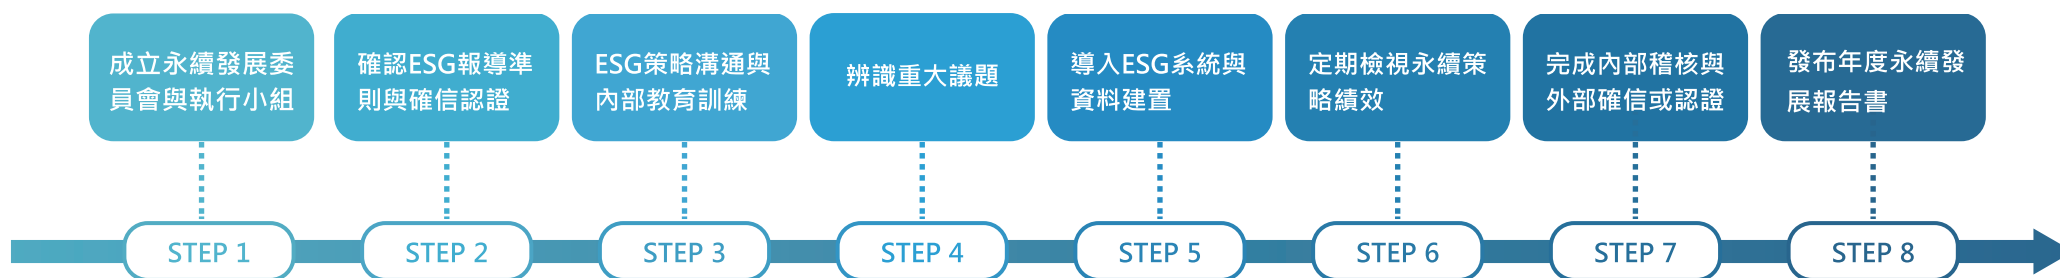 成立永續發展委
員會與執行小組
確認ESG報導準
則與確信認證
ESG策略溝通與
內部教育訓練
辨識重大議題
導入ESG系統與
資料建置
定期檢視永續策
略績效
完成內部稽核與
外部確信或認證
發布年度永續發
展報告書
STEP 1
STEP 2
STEP 3
STEP 4
STEP 5
STEP 6
STEP 7
STEP 8